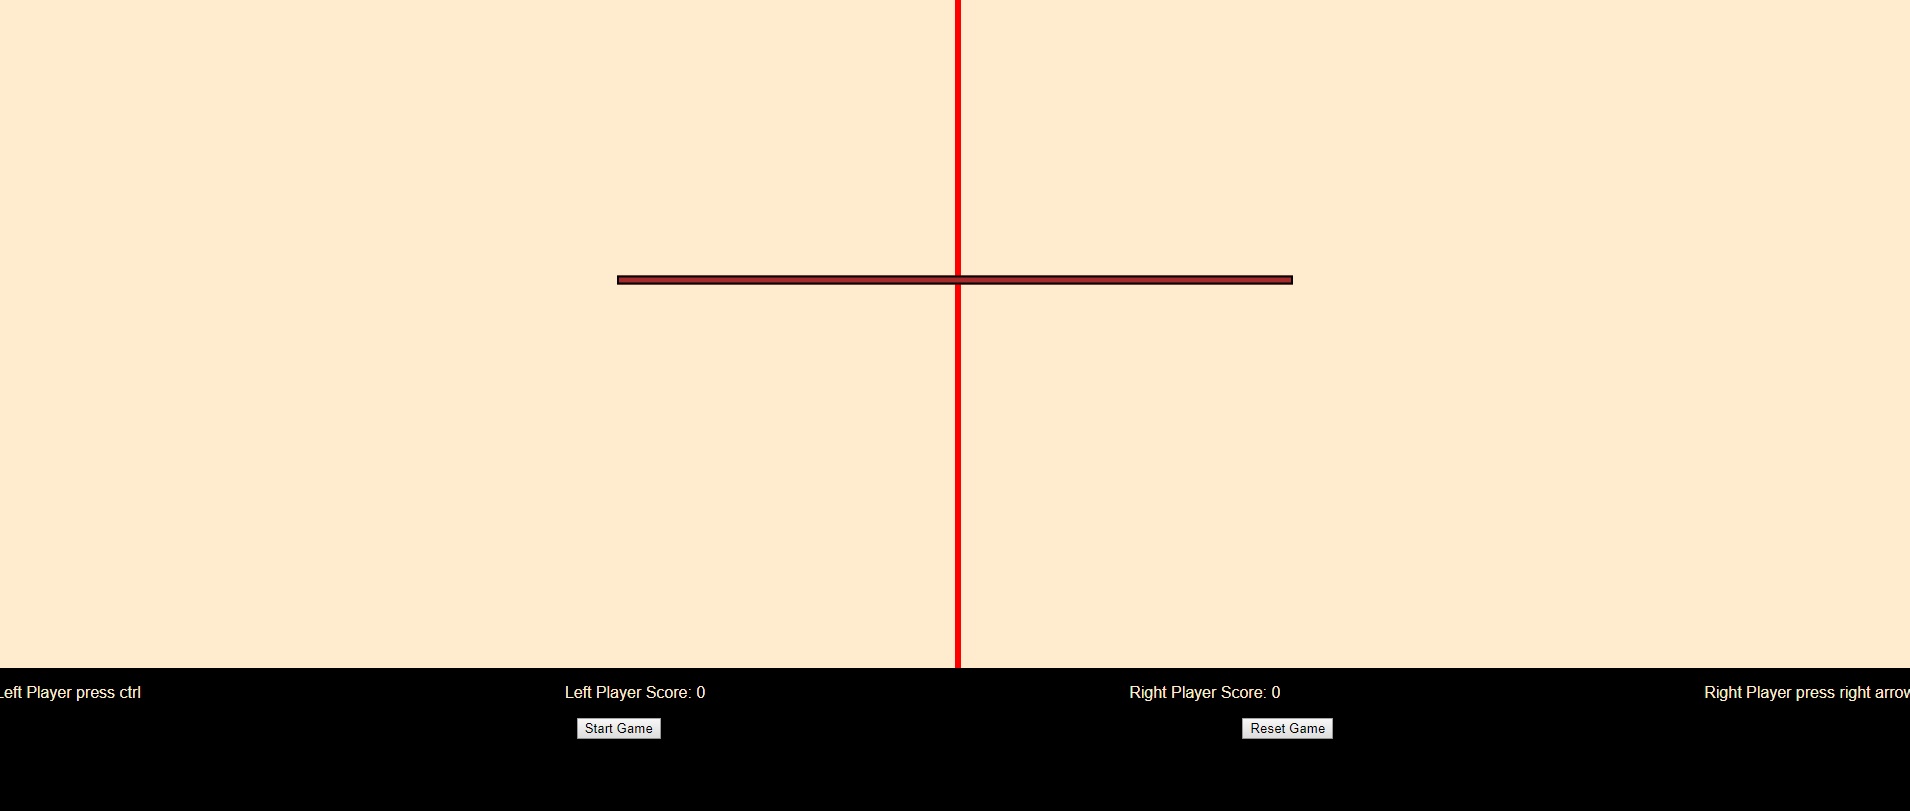 Left Player press ctrl
Left Player Score: 0
Right Player Score: 0
Right Player press right arrow
Start Game
Reset Game